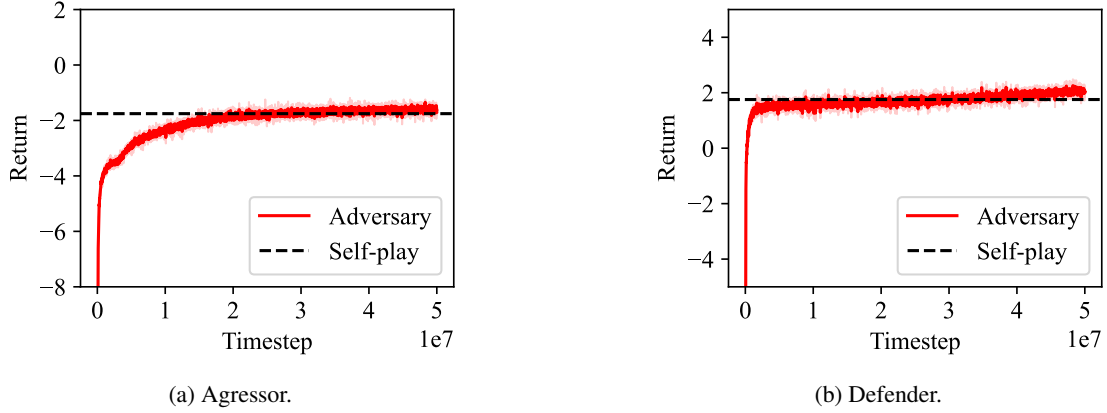 2
0
−2
−4
−6
−8
Return
0 1 2 3 4 5
1e7
Timestep
Adversary
Self-play
(a) Agressor.
4
2
0
−2
−4
Return
0 1 2 3 4 5
1e7
Timestep
Adversary
Self-play
(b) Defender.